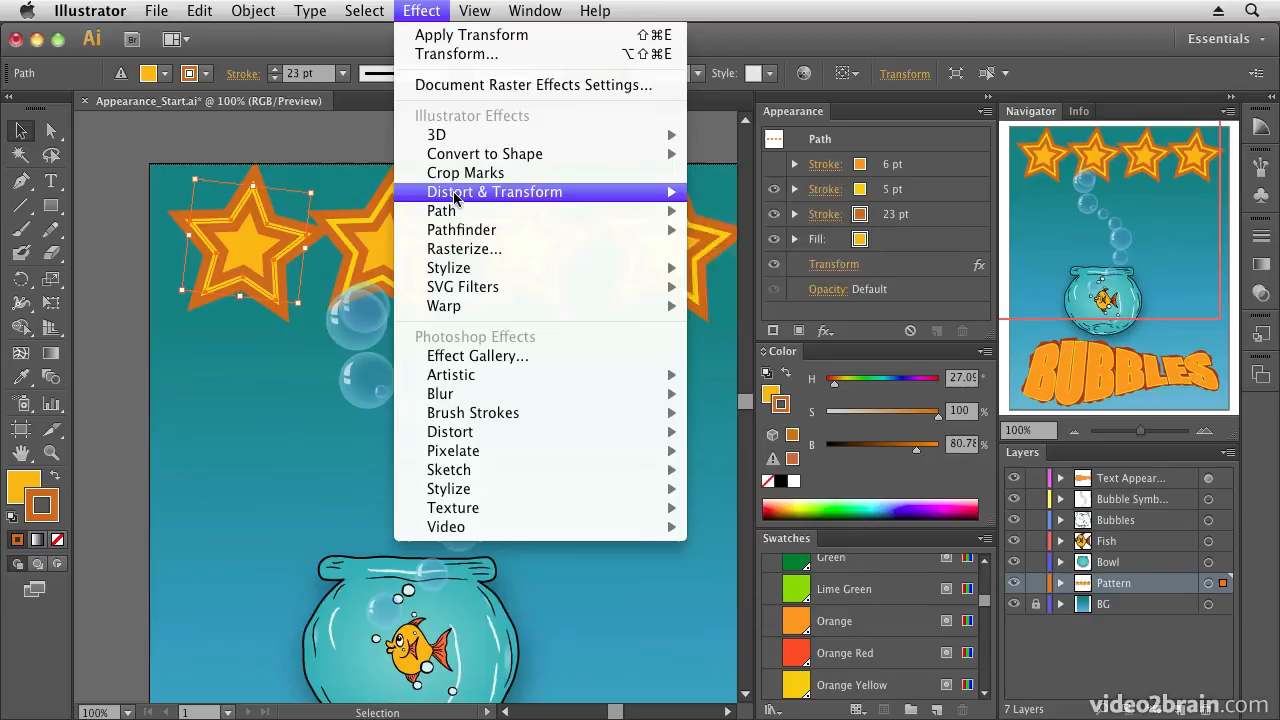 Illustrator File Edit Object Type Select Effect View Window Help
Ai Br Essentials
Path Stroke: 23 pt Style: Transform
Appearance_Start.ai* @ 100% (RGB/Preview)
Apply Transform ⇧⌘E
Transform... ⌥⇧⌘E
Document Raster Effects Settings...
Illustrator Effects
3D
Convert to Shape
Crop Marks
Distort & Transform
Path
Pathfinder
Rasterize...
Stylize
SVG Filters
Warp
Photoshop Effects
Effect Gallery...
Artistic
Blur
Brush Strokes
Distort
Pixelate
Sketch
Stylize
Texture
Video
Appearance
Path
Stroke: 6 pt
Stroke: 5 pt
Stroke: 23 pt
Fill:
Transform fx
Opacity: Default
fx
Color
H 27.09 °
S 100 %
B 80.78 %
Swatches
Green
Lime Green
Orange
Orange Red
Orange Yellow
Navigator Info
BUBBLES
100%
Layers
Text Appear...
Bubble Symb...
Bubbles
Fish
Bowl
Pattern
BG
7 Layers
100% 1 Selection
video2brain.com